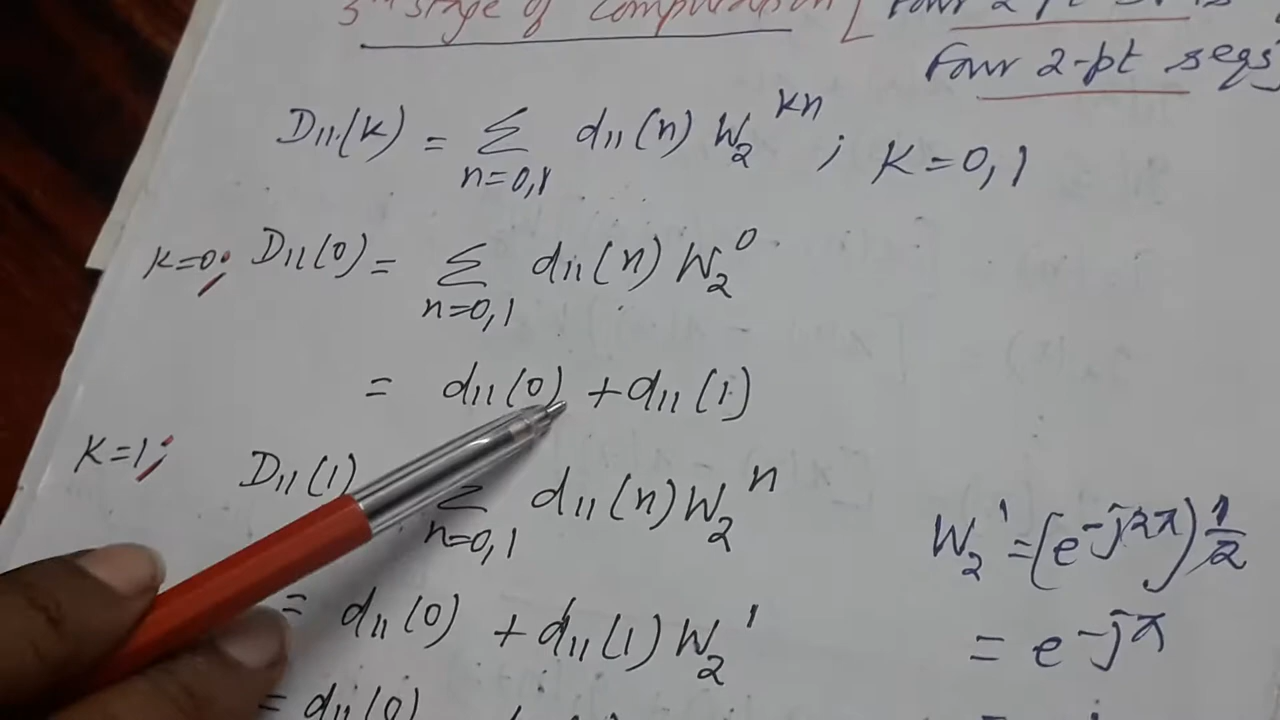 3rd stage of Computation [ Four 2-pt
Four 2-pt seqs
D11(k) = Σ n=0,1 d11(n) W2^kn ; K=0,1
K=0; D11(0) = Σ n=0,1 d11(n) W2^0
= d11(0) + d11(1)
K=1; D11(1) Σ n=0,1 d11(n) W2^n
W2^1 = (e^-j2π)^1/2
= d11(0) + d11(1) W2^1
= e^-jπ
= d11(0)